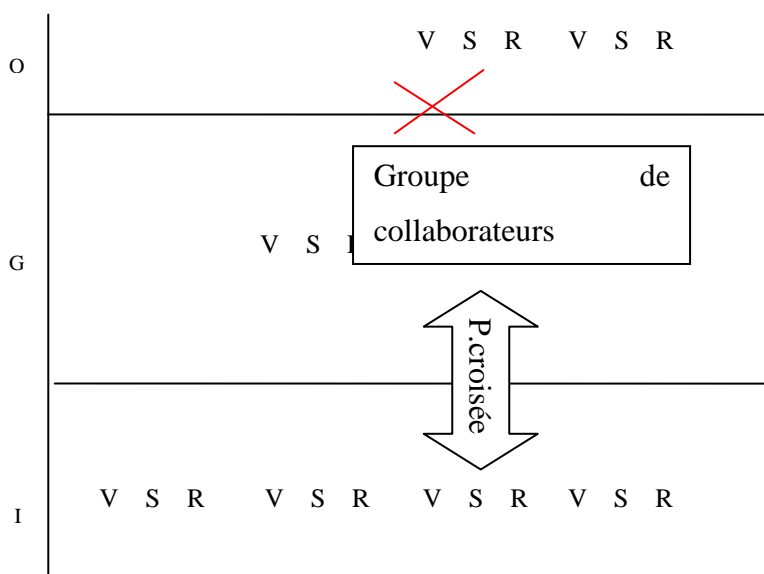 V S R V S R
O
Groupe de
collaborateurs
V S
G
P.croisée
V S R V S R V S R V S R
I